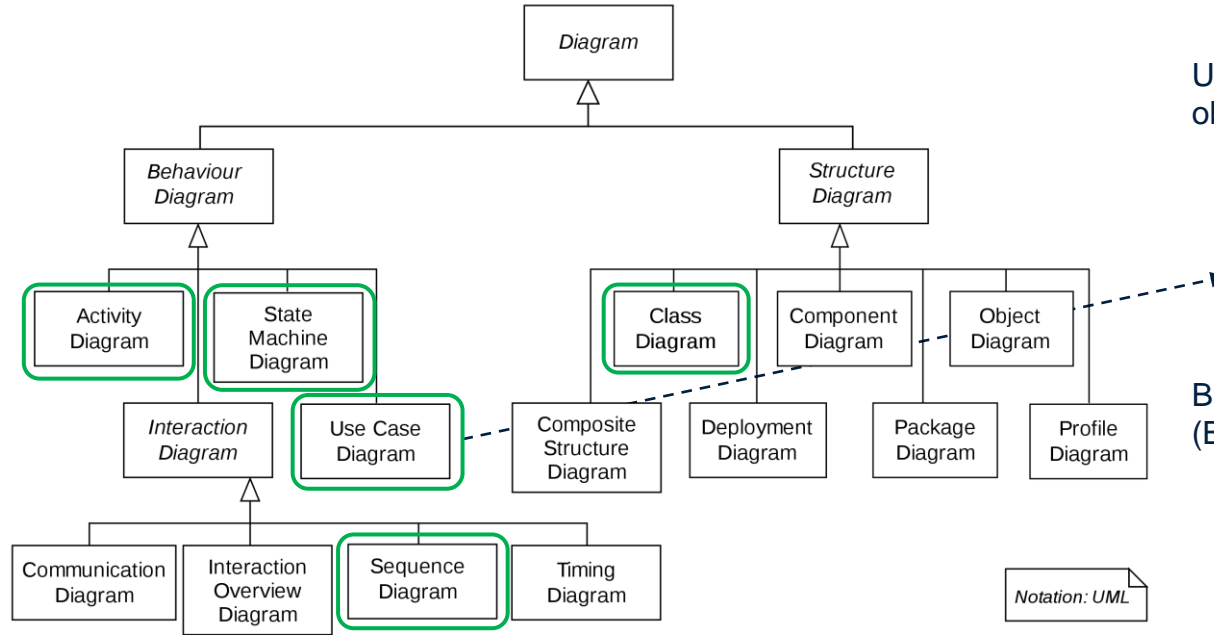 Diagram
U
Behaviour
Diagram
Structure
Diagram
Activity
Diagram
State
Machine
Diagram
Class
Diagram
Component
Diagram
Object
Diagram
Interaction
Diagram
Use Case
Diagram
Composite
Structure
Diagram
Deployment
Diagram
Package
Diagram
Profile
Diagram
B
(E
Communication
Diagram
Interaction
Overview
Diagram
Sequence
Diagram
Timing
Diagram
Notation: UML